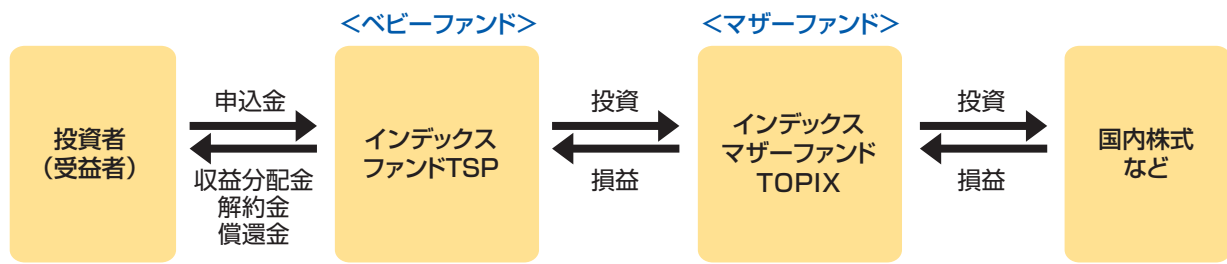 ＜ベビーファンド＞
＜マザーファンド＞
投資者
（受益者）
申込金
収益分配金
解約金
償還金
インデックス
ファンドTSP
投資
損益
インデックス
マザーファンド
TOPIX
投資
損益
国内株式
など